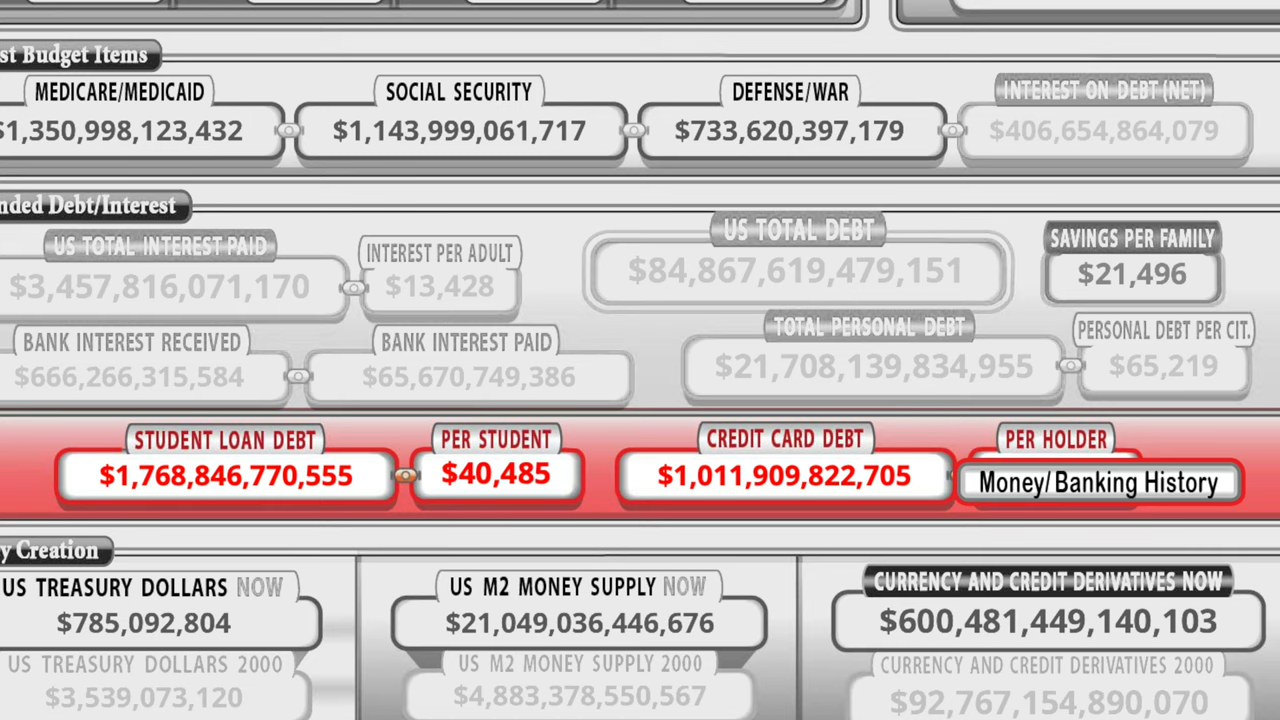 st Budget Items
MEDICARE/MEDICAID SOCIAL SECURITY DEFENSE/WAR INTEREST ON DEBT (NET)
$1,350,998,123,432 $1,143,999,061,717 $733,620,397,179 $406,654,864,079
nded Debt/Interest
US TOTAL INTEREST PAID INTEREST PER ADULT US TOTAL DEBT SAVINGS PER FAMILY
$3,457,816,071,170 $13,428 $84,867,619,479,151 $21,496
BANK INTEREST RECEIVED BANK INTEREST PAID TOTAL PERSONAL DEBT PERSONAL DEBT PER CIT.
$666,266,315,584 $65,670,749,386 $21,708,139,834,955 $65,219
STUDENT LOAN DEBT PER STUDENT CREDIT CARD DEBT PER HOLDER
$1,768,846,770,555 $40,485 $1,011,909,822,705 Money/Banking History
y Creation
US TREASURY DOLLARS NOW US M2 MONEY SUPPLY NOW CURRENCY AND CREDIT DERIVATIVES NOW
$785,092,804 $21,049,036,446,676 $600,481,449,140,103
US TREASURY DOLLARS 2000 US M2 MONEY SUPPLY 2000 CURRENCY AND CREDIT DERIVATIVES 2000
$3,539,073,120 $4,883,378,550,567 $92,767,154,890,070